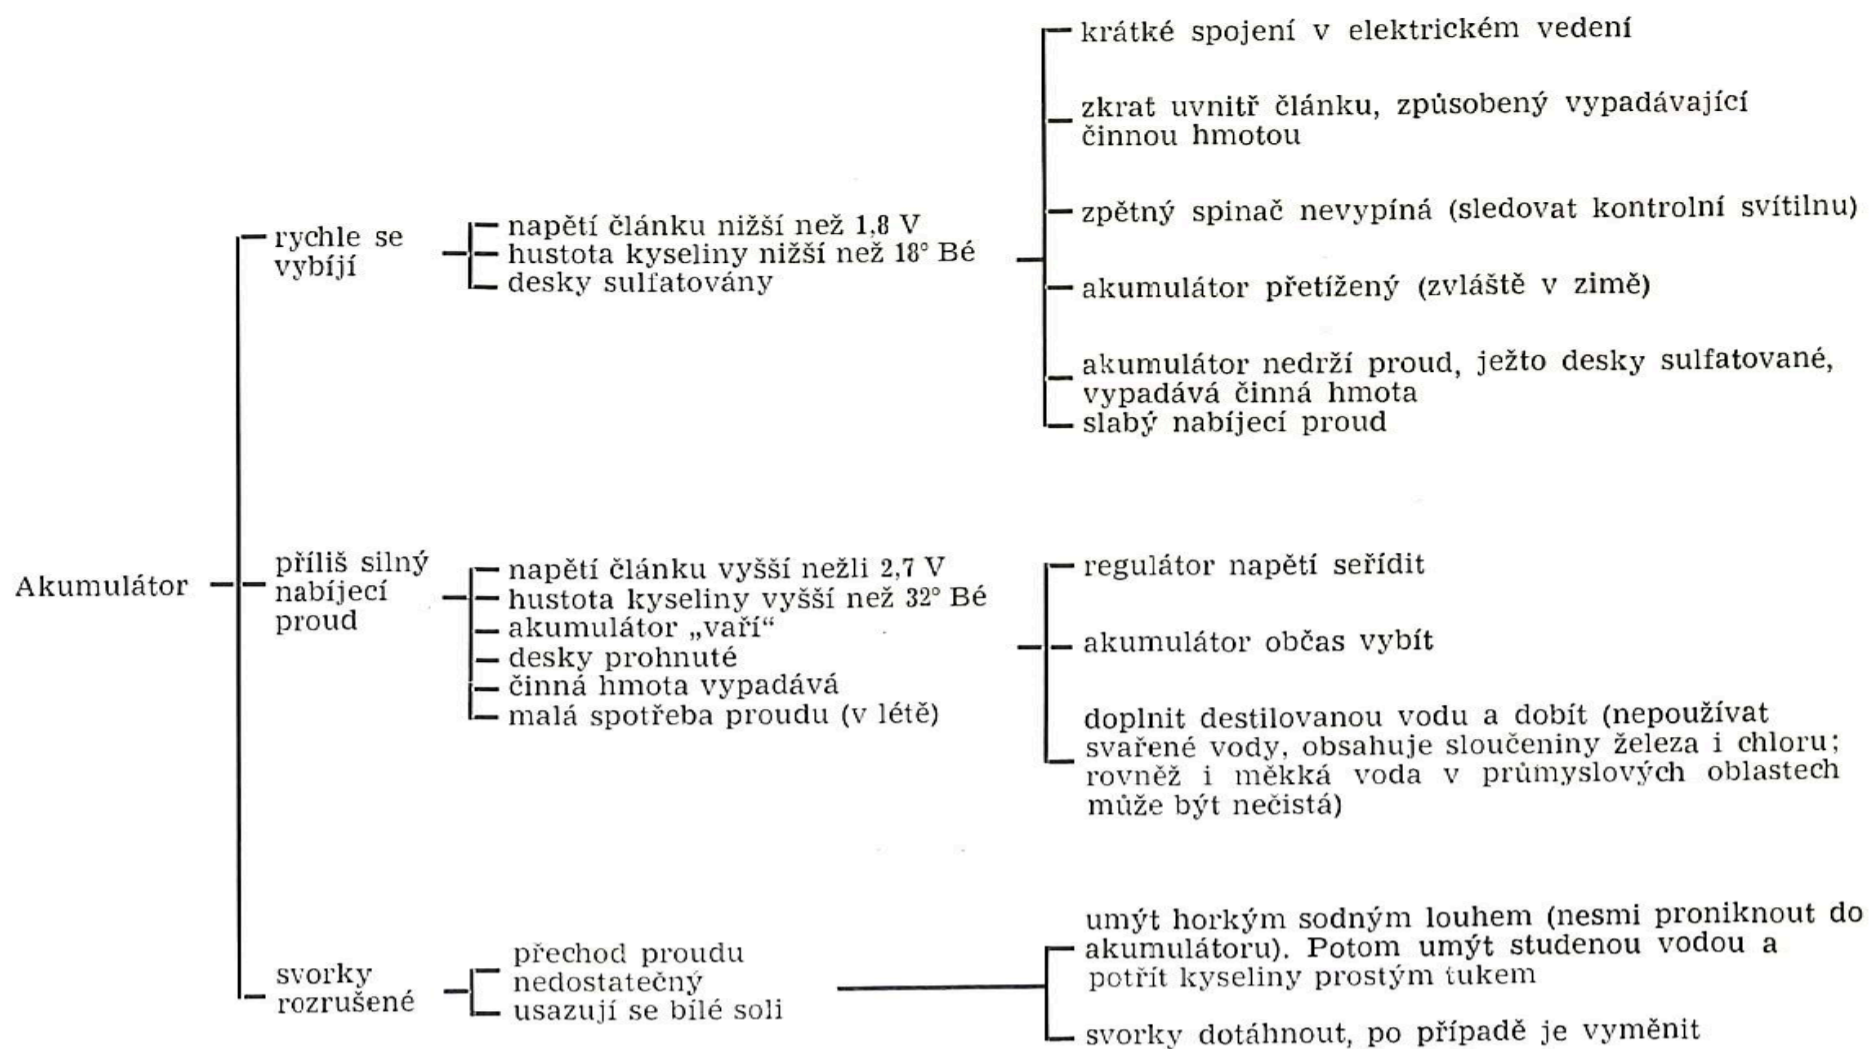 Akumulátor
rychle se
vybíjí
napětí článku nižší než 1,8 V
hustota kyseliny nižší než 18° Bé
desky sulfatovány
krátké spojení v elektrickém vedení
zkrat uvnitř článku, způsobený vypadávající
činnou hmotou
zpětný spinač nevypíná (sledovat kontrolní svítilnu)
akumulátor přetížený (zvláště v zimě)
akumulátor nedrží proud, ježto desky sulfatované,
vypadává činná hmota
slabý nabíjecí proud
příliš silný
nabíjecí
proud
napětí článku vyšší nežli 2,7 V
hustota kyseliny vyšší než 32° Bé
akumulátor „vaří“
desky prohnuté
činná hmota vypadává
malá spotřeba proudu (v létě)
regulátor napětí seřídit
akumulátor občas vybít
doplnit destilovanou vodu a dobít (nepoužívat
svařené vody, obsahuje sloučeniny železa i chloru;
rovněž i měkká voda v průmyslových oblastech
může být nečistá)
svorky
rozrušené
přechod proudu
nedostatečný
usazují se bílé soli
umýt horkým sodným louhem (nesmi proniknout do
akumulátoru). Potom umýt studenou vodou a
potřít kyseliny prostým tukem
svorky dotáhnout, po případě je vyměnit